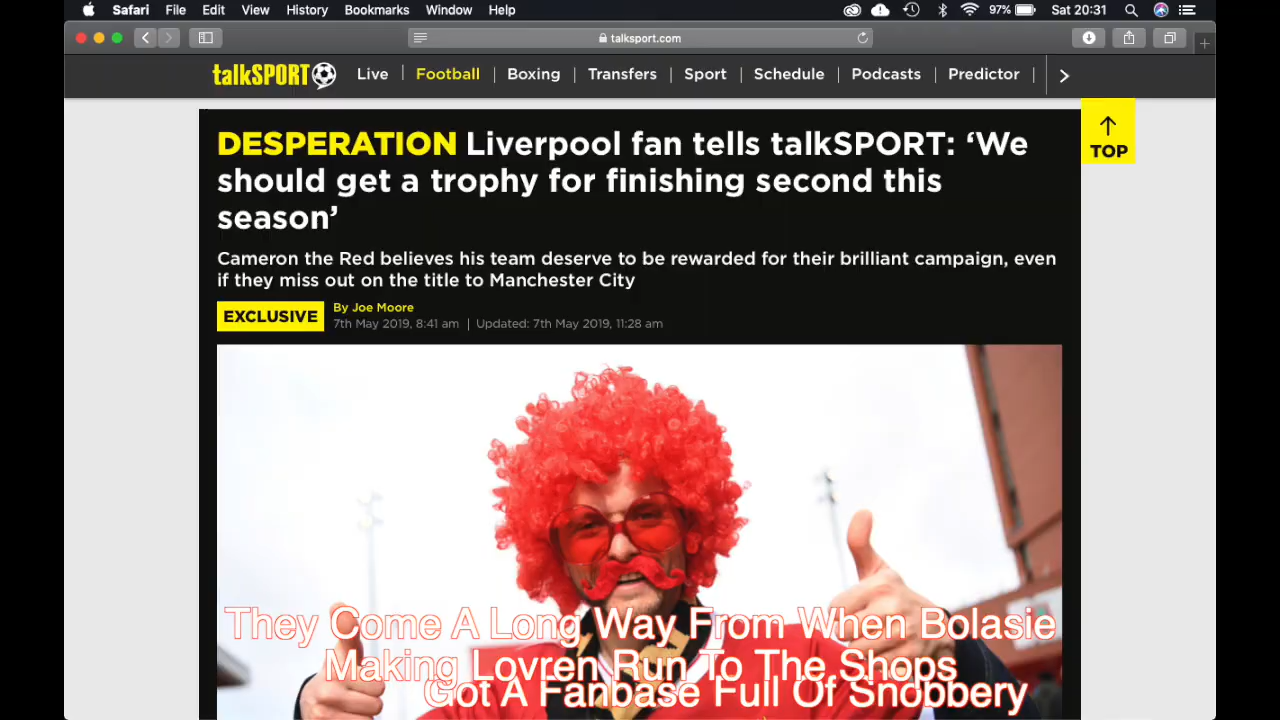 Safari File Edit View History Bookmarks Window Help 97% Sat 20:31
talksport.com
talkSPORT Live Football Boxing Transfers Sport Schedule Podcasts Predictor
TOP
DESPERATION Liverpool fan tells talkSPORT: ‘We
should get a trophy for finishing second this
season’
Cameron the Red believes his team deserve to be rewarded for their brilliant campaign, even
if they miss out on the title to Manchester City
EXCLUSIVE
By Joe Moore
7th May 2019, 8:41 am | Updated: 7th May 2019, 11:28 am
They Come A Long Way From When Bolasie
Making Lovren Run To The Shops
Got A Fanbase Full Of Snobbery